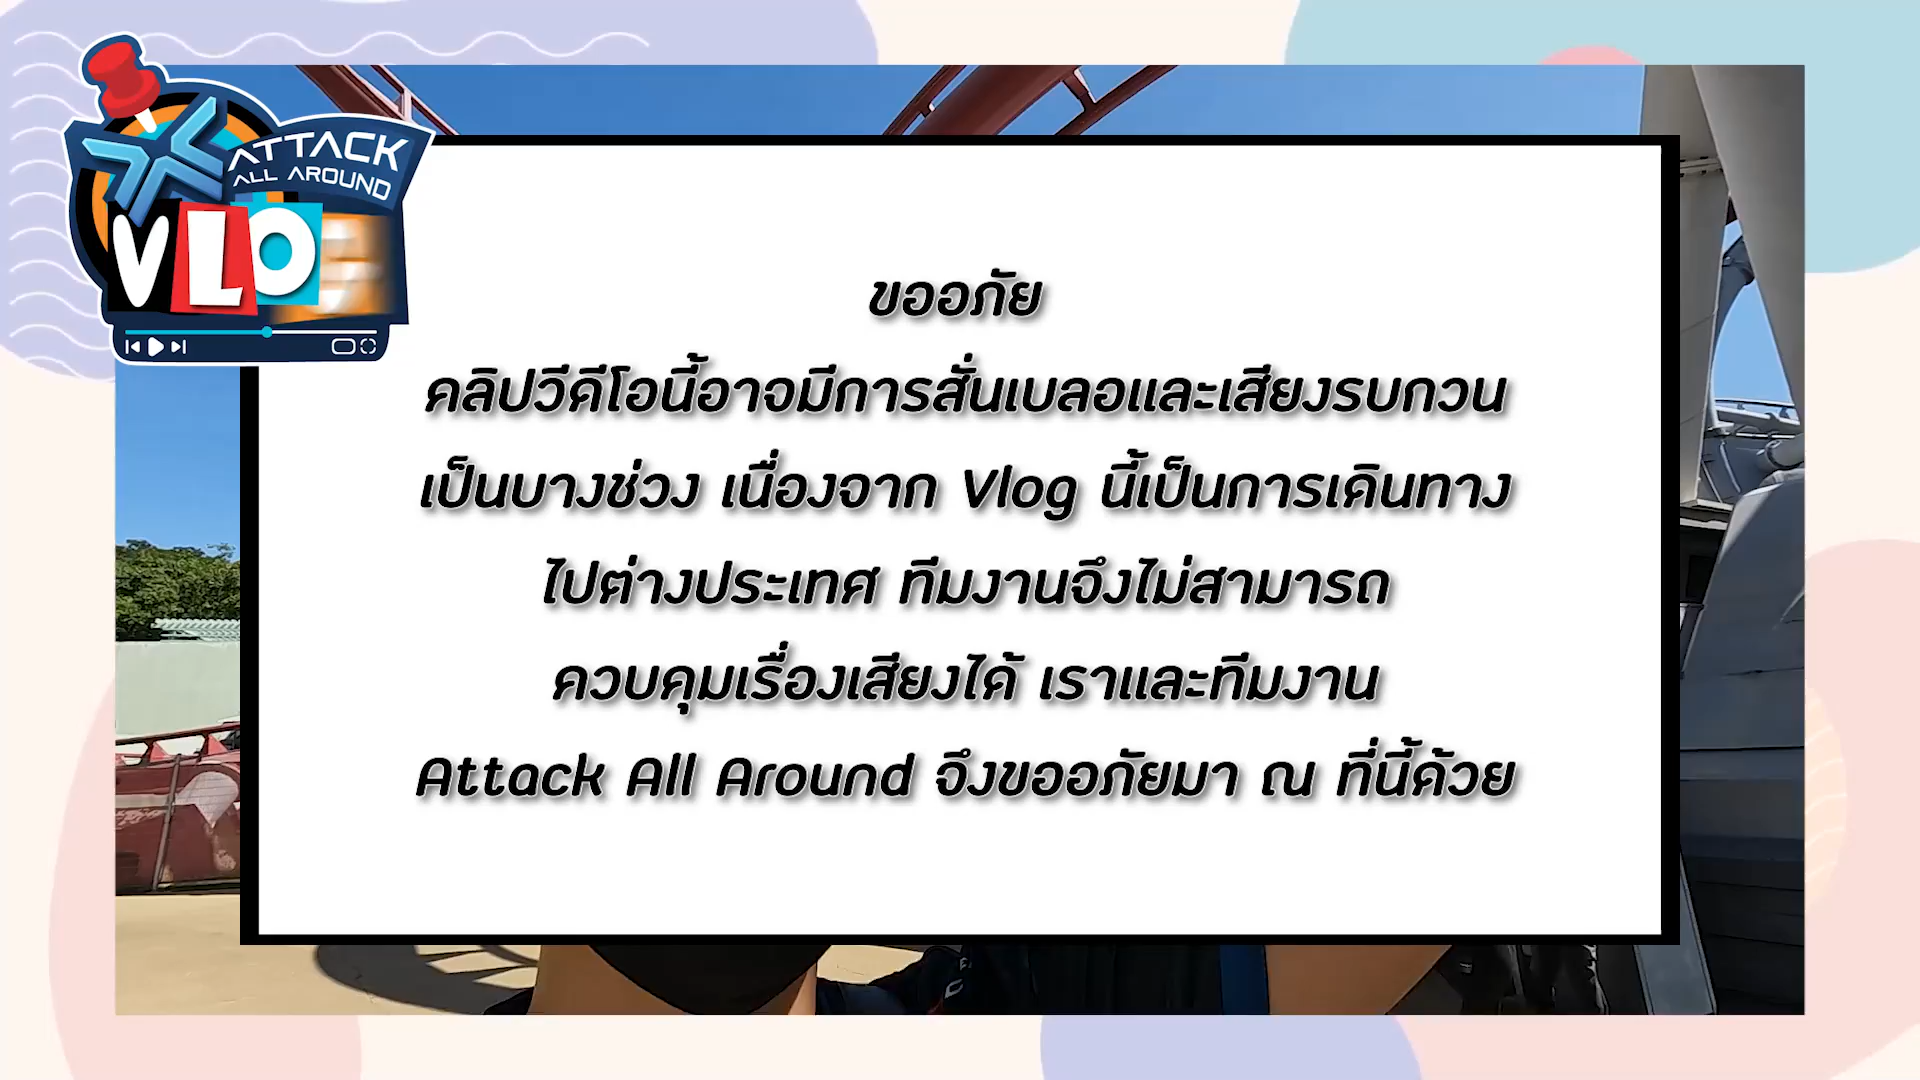 ATTACK
ALL AROUND
VLO
ขออภัย
คลิปวีดีโอนี้อาจมีการสั่นเบลอและเสียงรบกวน
เป็นบางช่วง เนื่องจาก Vlog นี้เป็นการเดินทาง
ไปต่างประเทศ ทีมงานจึงไม่สามารถ
ควบคุมเรื่องเสียงได้ เราและทีมงาน
Attack All Around จึงขออภัยมา ณ ที่นี้ด้วย